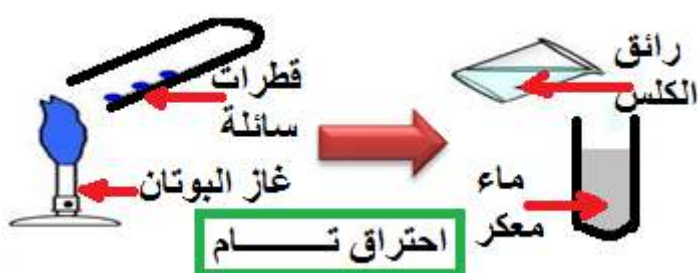 قطرات
سائلة
غاز البوتان
رائق
الكلس
ماء
معكر
احتراق تـــــام